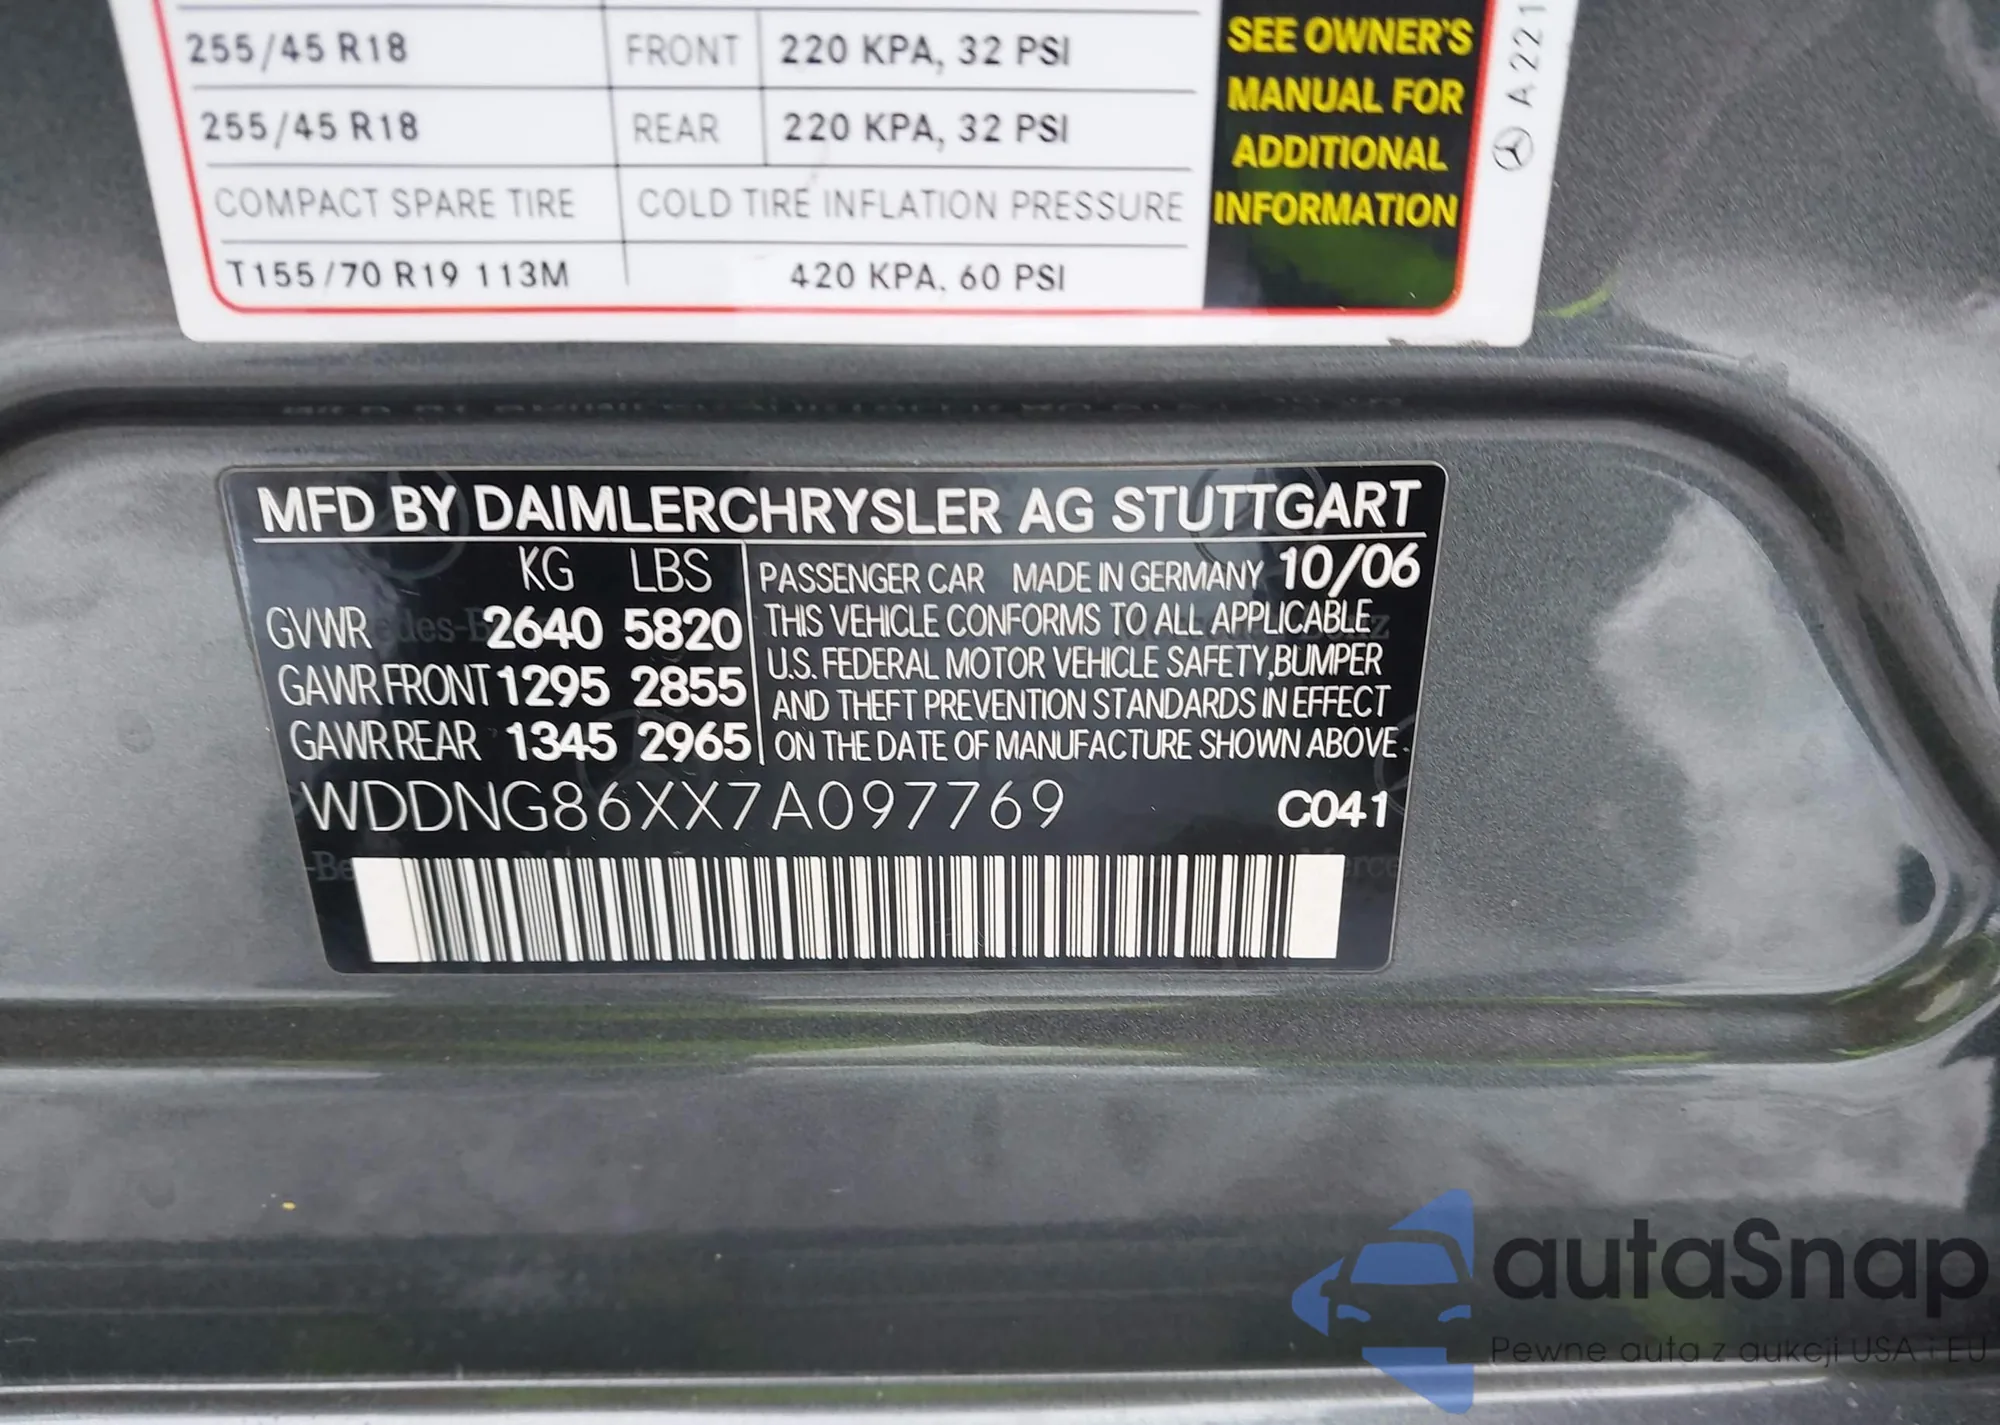 255/45 R18 FRONT 220 KPA, 32 PSI
255/45 R18 REAR 220 KPA, 32 PSI
COMPACT SPARE TIRE COLD TIRE INFLATION PRESSURE
T155/70 R19 113M 420 KPA. 60 PSI
SEE OWNER'S
MANUAL FOR
ADDITIONAL
INFORMATION
A221
MFD BY DAIMLERCHRYSLER AG STUTTGART
KG LBS
GVWR 2640 5820
GAWR FRONT 1295 2855
GAWR REAR 1345 2965
PASSENGER CAR MADE IN GERMANY 10/06
THIS VEHICLE CONFORMS TO ALL APPLICABLE
U.S. FEDERAL MOTOR VEHICLE SAFETY, BUMPER
AND THEFT PREVENTION STANDARDS IN EFFECT
ON THE DATE OF MANUFACTURE SHOWN ABOVE.
WDDNG86XX7A097769 C041
autaSnap
Pewne auta z aukcji USA i EU